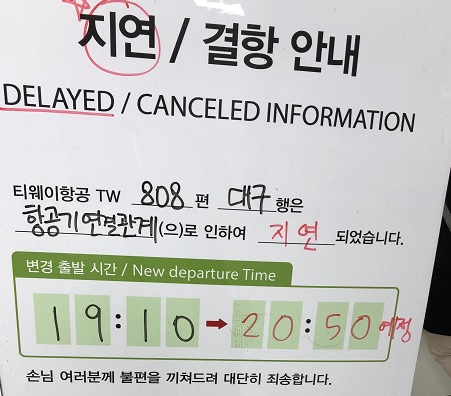 지연 / 결항 안내
DELAYED / CANCELED INFORMATION
티웨이항공 TW 808 편 대구 행은
항공기 연결관계 (으)로 인하여 지연 되었습니다.
변경 출발 시간 / New departure Time
19:10 → 20:50 예정
손님 여러분께 불편을 끼쳐드려 대단히 죄송합니다.